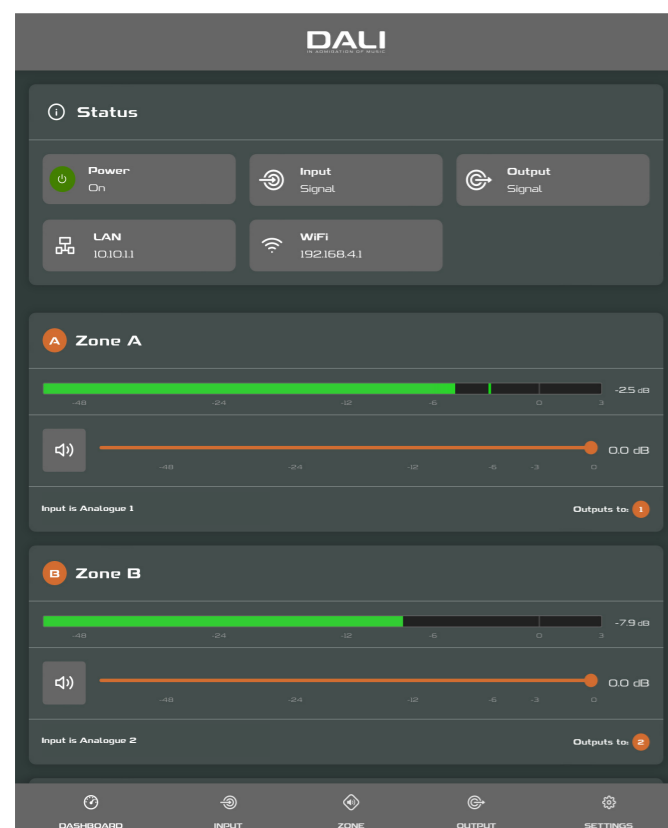 DALI
IN ADMIRATION OF MUSIC
Status
Power
On
Input
Signal
Output
Signal
LAN
10.10.1.1
WiFi
192.168.4.1
A Zone A
-2.5 dB
-48 -24 -12 -6 0 3
0.0 dB
-48 -24 -12 -6 -3 0
Input is Analogue 1 Outputs to: 1
B Zone B
-7.9 dB
-48 -24 -12 -6 0 3
0.0 dB
-48 -24 -12 -6 -3 0
Input is Analogue 2 Outputs to: 2
DASHBOARD INPUT ZONE OUTPUT SETTINGS